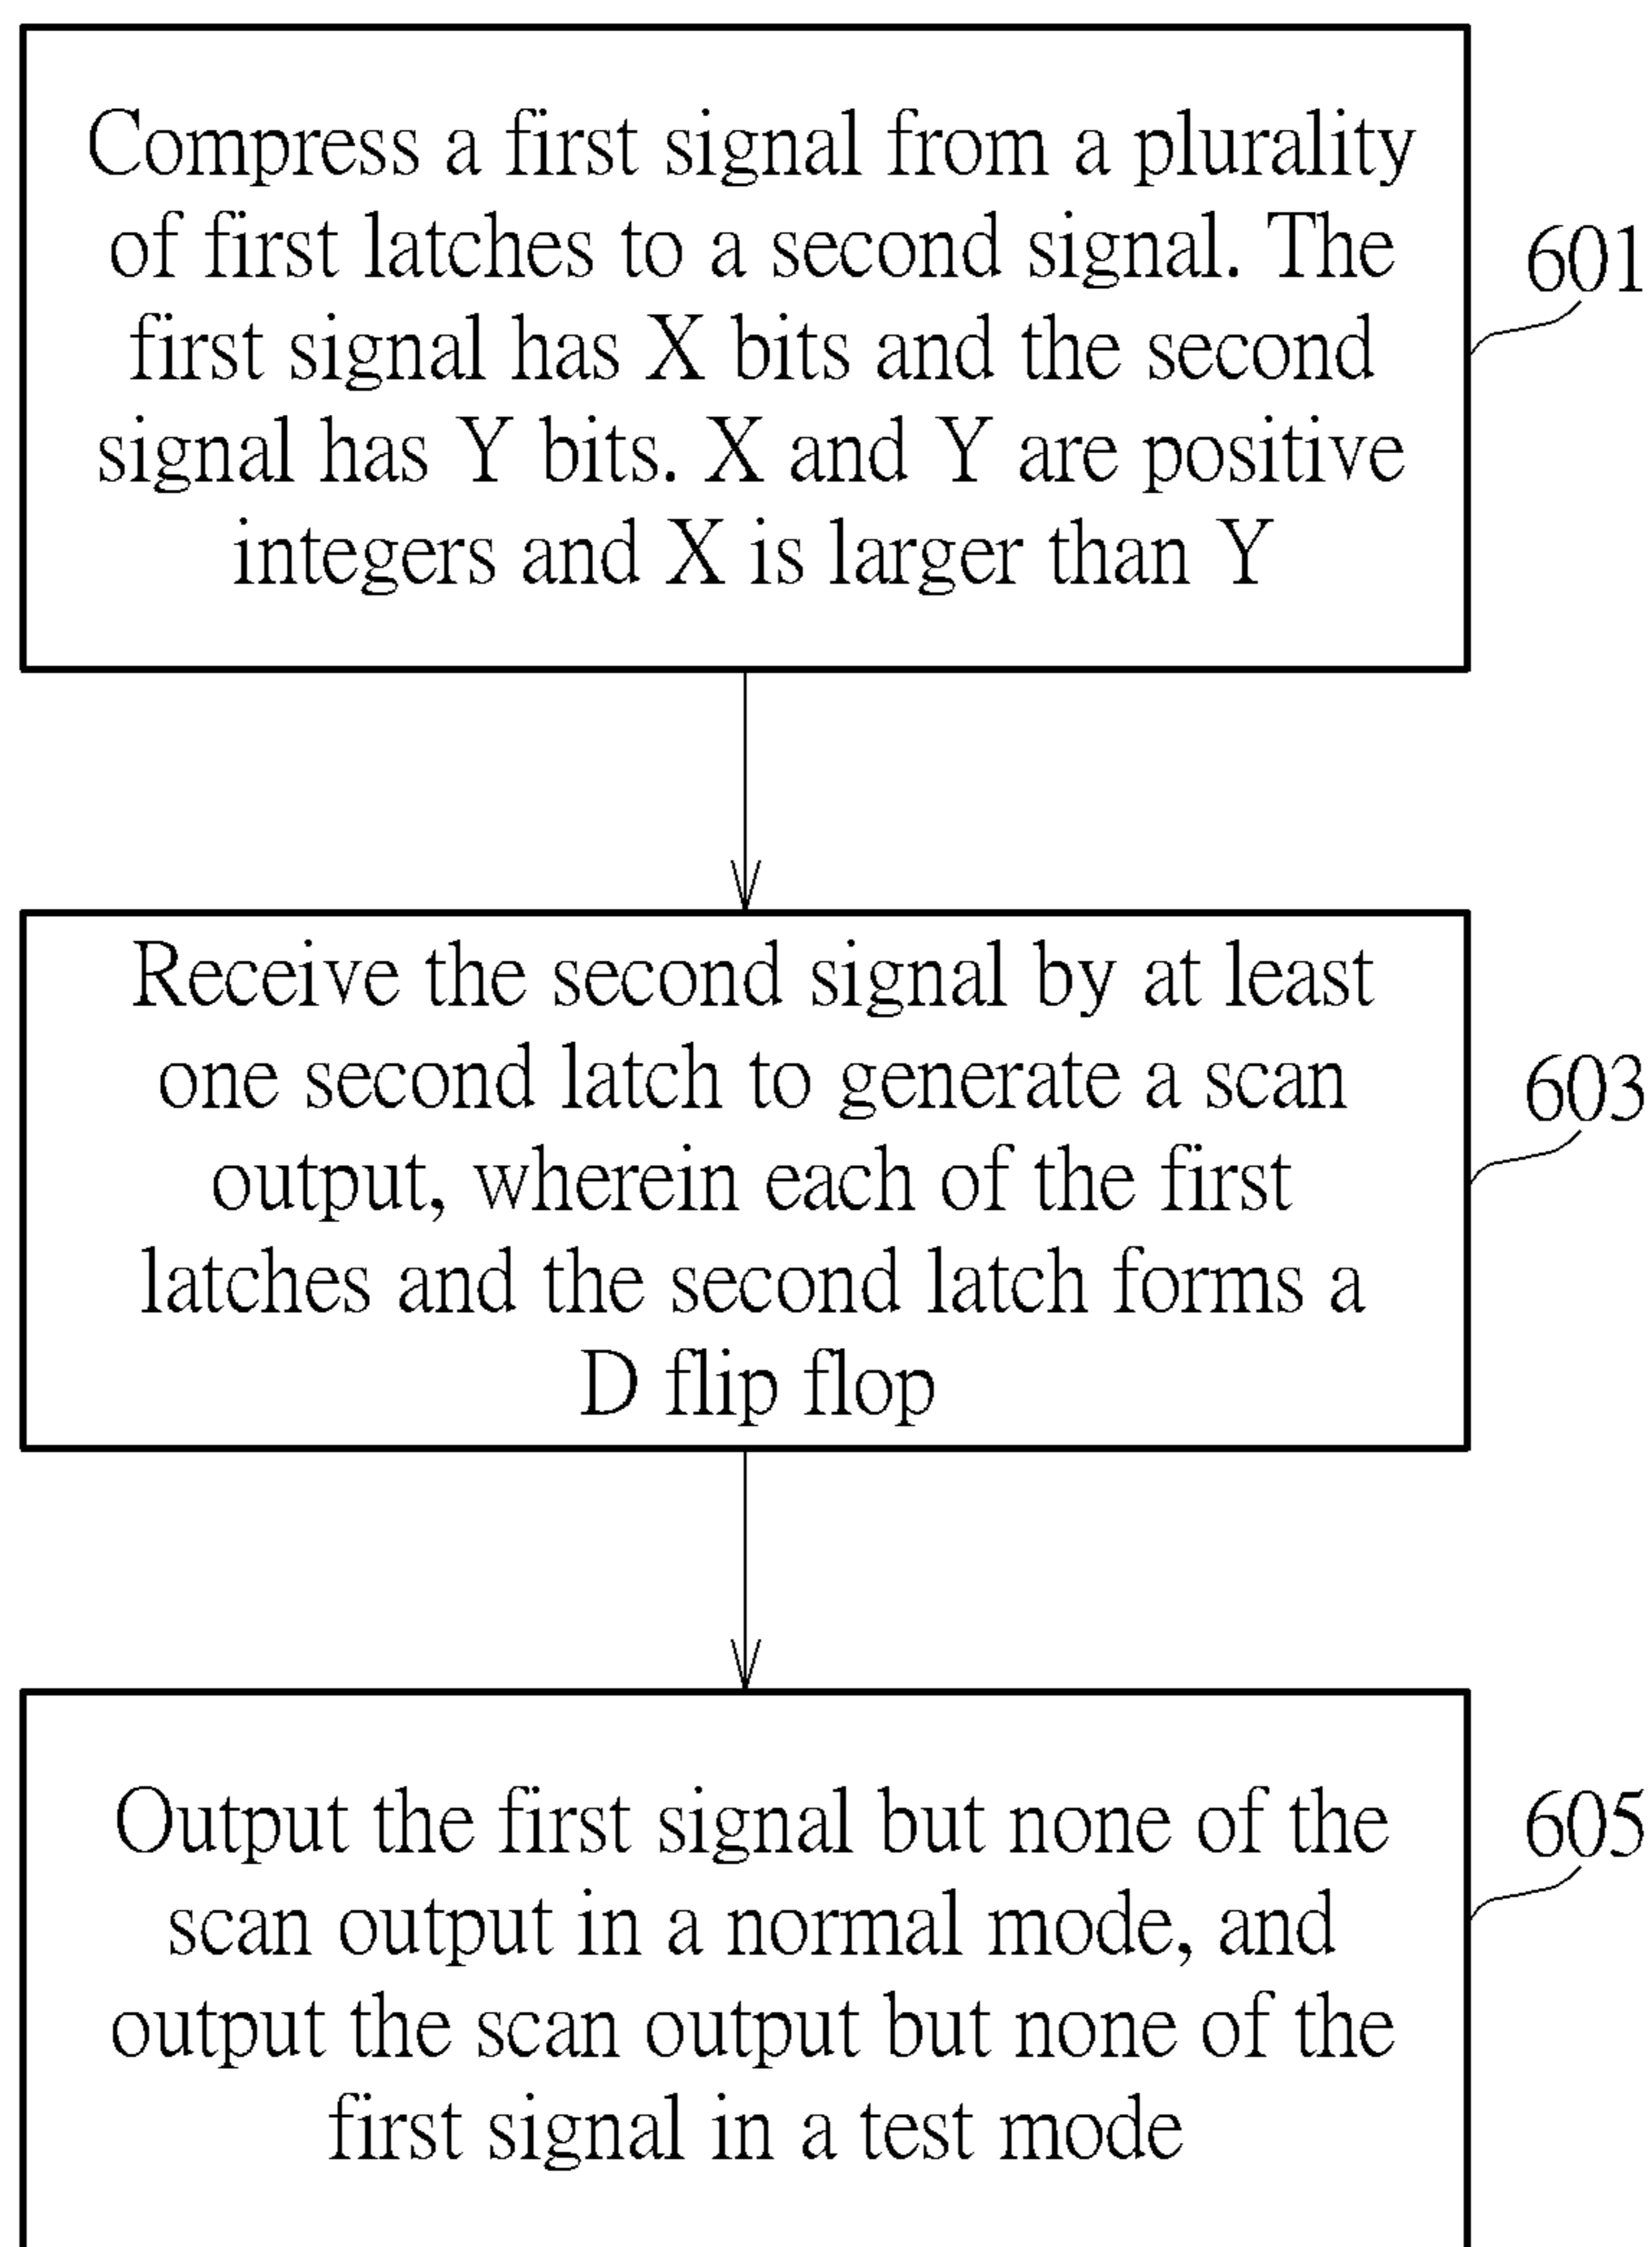 Compress a first signal from a plurality
of first latches to a second signal. The
first signal has X bits and the second
signal has Y bits. X and Y are positive
integers and X is larger than Y
601
Receive the second signal by at least
one second latch to generate a scan
output, wherein each of the first
latches and the second latch forms a
D flip flop
603
Output the first signal but none of the
scan output in a normal mode, and
output the scan output but none of the
first signal in a test mode
605